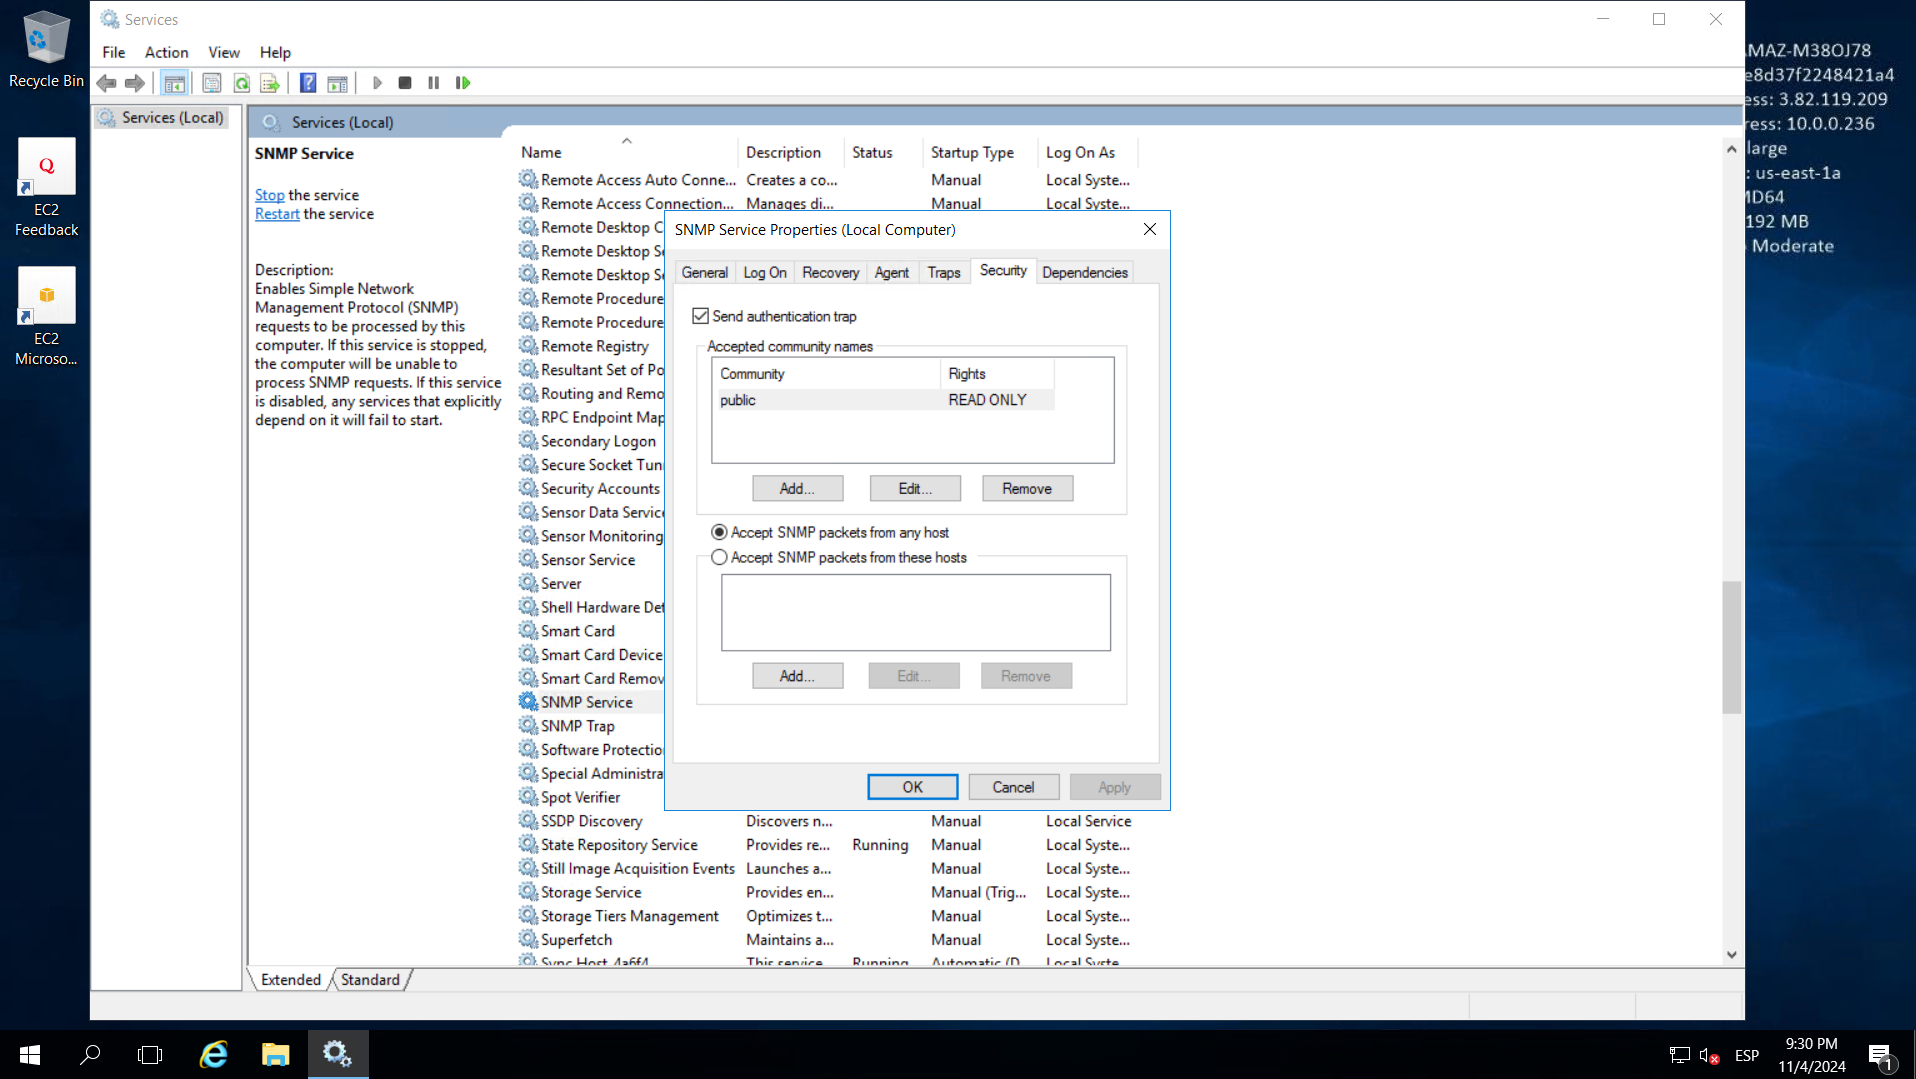 Recycle Bin
EC2
Feedback
EC2
Microso...
Services
File Action View Help
Services (Local)
Services (Local)
SNMP Service
Stop the service
Restart the service
Description:
Enables Simple Network
Management Protocol (SNMP)
requests to be processed by this
computer. If this service is stopped,
the computer will be unable to
process SNMP requests. If this service
is disabled, any services that explicitly
depend on it will fail to start.
Name Description Status Startup Type Log On As
Remote Access Auto Conne... Creates a co... Manual Local Syste...
Remote Access Connection... Manages di... Manual Local Syste...
Remote Desktop C
Remote Desktop Se
Remote Desktop Se
Remote Procedure
Remote Procedure
Remote Registry
Resultant Set of Po
Routing and Remo
RPC Endpoint Map
Secondary Logon
Secure Socket Tun
Security Accounts
Sensor Data Service
Sensor Monitoring
Sensor Service
Server
Shell Hardware Det
Smart Card
Smart Card Device
Smart Card Remov
SNMP Service
SNMP Trap
Software Protection
Special Administra
Spot Verifier
SSDP Discovery Discovers n... Manual Local Service
State Repository Service Provides re... Running Manual Local Syste...
Still Image Acquisition Events Launches a... Manual Local Syste...
Storage Service Provides en... Manual (Trig... Local Syste...
Storage Tiers Management Optimizes t... Manual Local Syste...
Superfetch Maintains a... Manual Local Syste...
Sync Host_4a6f4 This service Running Automatic (D Local Syste
Extended Standard
SNMP Service Properties (Local Computer)
General Log On Recovery Agent Traps Security Dependencies
Send authentication trap
Accepted community names
Community Rights
public READ ONLY
Add... Edit... Remove
Accept SNMP packets from any host
Accept SNMP packets from these hosts
Add... Edit... Remove
OK Cancel Apply
AMAZ-M38OJ78
e8d37f2248421a4
ess: 3.82.119.209
ress: 10.0.0.236
large
: us-east-1a
MD64
192 MB
Moderate
ESP
9:30 PM
11/4/2024
1